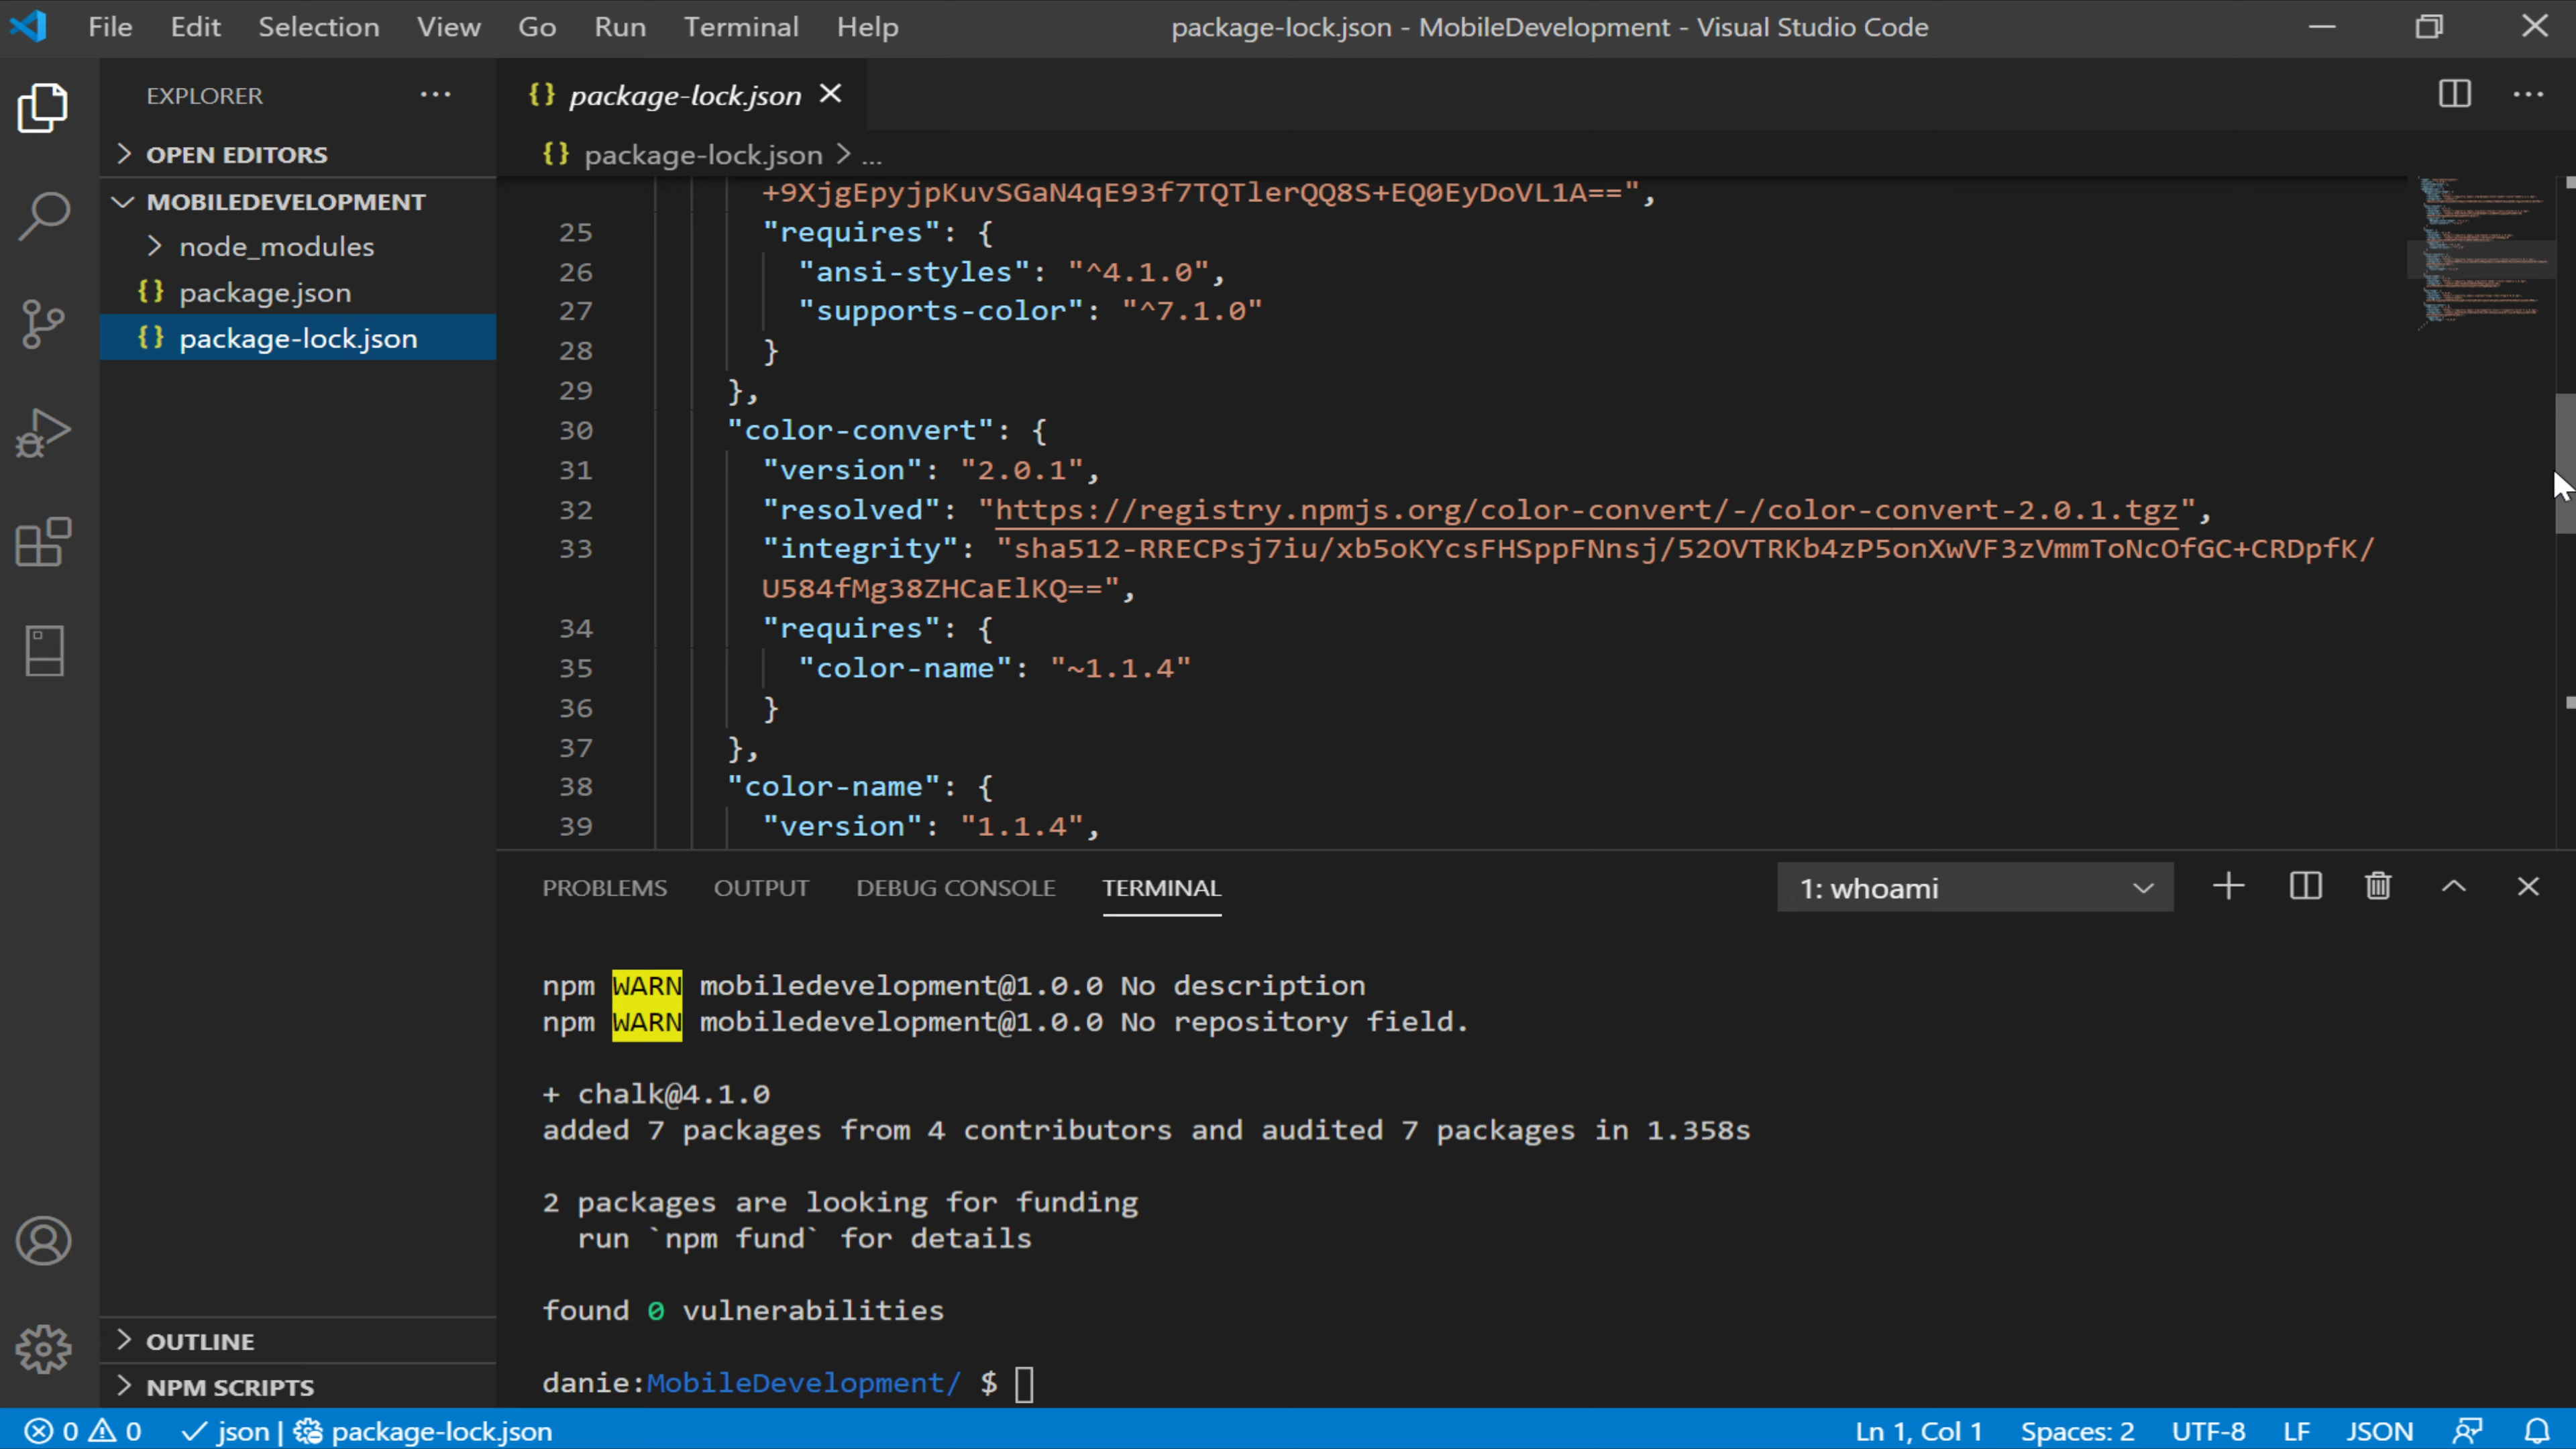 File Edit Selection View Go Run Terminal Help package-lock.json - MobileDevelopment - Visual Studio Code
EXPLORER ···
OPEN EDITORS
MOBILEDEVELOPMENT
node_modules
{} package.json
{} package-lock.json
OUTLINE
NPM SCRIPTS
{} package-lock.json
{} package-lock.json > ...
+9XjgEpyjpKuvSGaN4qE93f7TQTlerQQ8S+EQ0EyDoVL1A==",
25 "requires": {
26 "ansi-styles": "^4.1.0",
27 "supports-color": "^7.1.0"
28 }
29 },
30 "color-convert": {
31 "version": "2.0.1",
32 "resolved": "https://registry.npmjs.org/color-convert/-/color-convert-2.0.1.tgz",
33 "integrity": "sha512-RRECPsj7iu/xb5oKYcsFHSppFNnsj/52OVTRKb4zP5onXwVF3zVmmToNcOfGC+CRDpfK/
U584fMg38ZHCaElKQ==",
34 "requires": {
35 "color-name": "~1.1.4"
36 }
37 },
38 "color-name": {
39 "version": "1.1.4",
PROBLEMS OUTPUT DEBUG CONSOLE TERMINAL 1: whoami
npm WARN mobiledevelopment@1.0.0 No description
npm WARN mobiledevelopment@1.0.0 No repository field.
+ chalk@4.1.0
added 7 packages from 4 contributors and audited 7 packages in 1.358s
2 packages are looking for funding
run `npm fund` for details
found 0 vulnerabilities
danie:MobileDevelopment/ $
0 0 json | package-lock.json Ln 1, Col 1 Spaces: 2 UTF-8 LF JSON